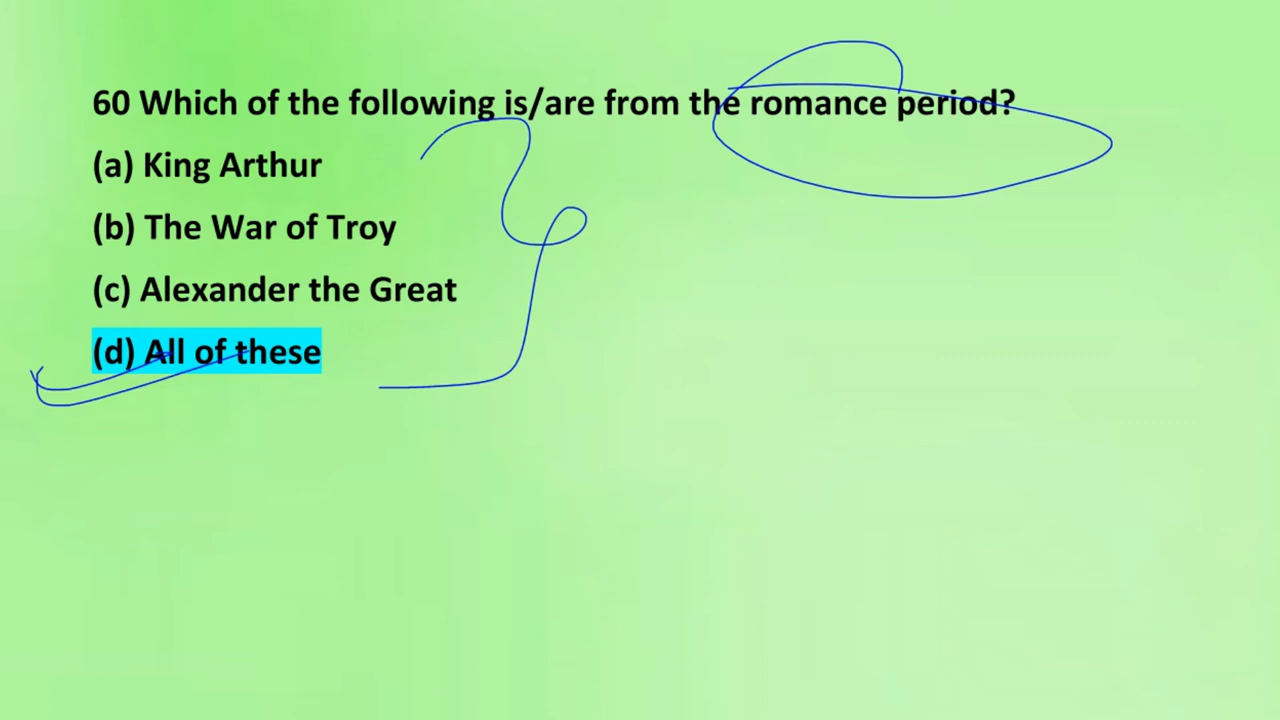 60 Which of the following is/are from the romance period?
(a) King Arthur
(b) The War of Troy
(c) Alexander the Great
(d) All of these